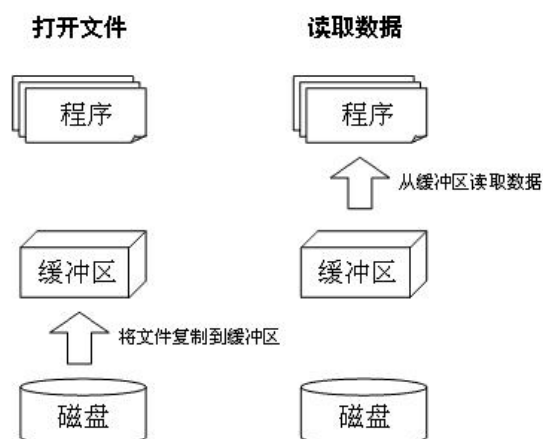 打开文件
读取数据
程序
程序
从缓冲区读取数据
缓冲区
缓冲区
将文件复制到缓冲区
磁盘
磁盘